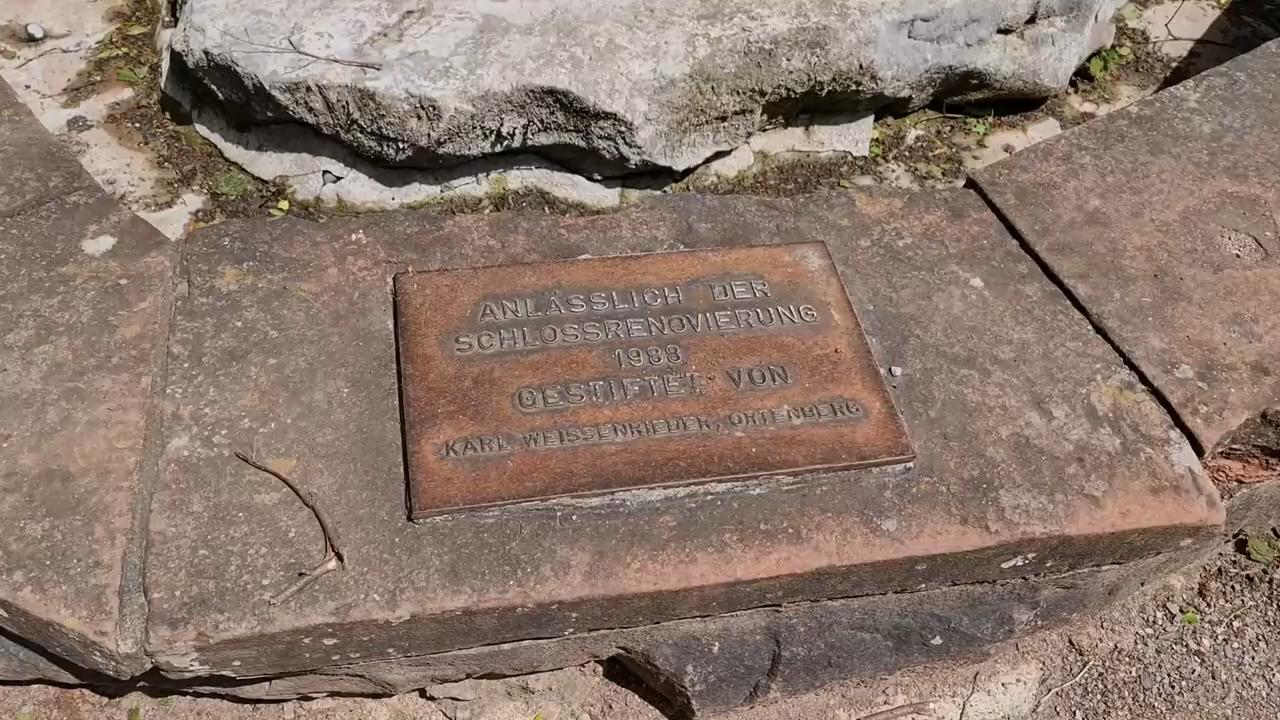 ANLÄSSLICH DER
SCHLOSSRENOVIERUNG
1988
GESTIFTET VON
KARL WEISSENRIEDER, ORTENBERG